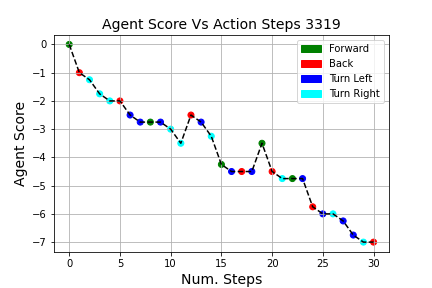 Agent Score Vs Action Steps 3319
Forward
Back
Turn Left
Turn Right
Agent Score
0
−1
−2
−3
−4
−5
−6
−7
0 5 10 15 20 25 30
Num. Steps